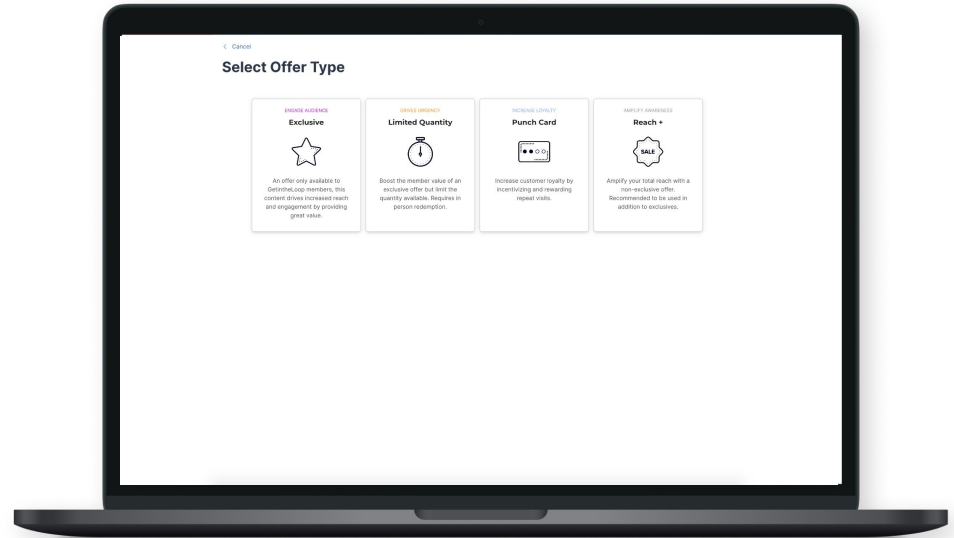 < Cancel
Select Offer Type
ENGAGE AUDIENCE
Exclusive
An offer only available to
GetintheLoop members, this
content drives increased reach
and engagement by providing
great value.
DRIVE URGENCY
Limited Quantity
Boost the member value of an
exclusive offer but limit the
quantity available. Requires in
person redemption.
INCREASE LOYALTY
Punch Card
Increase customer loyalty by
incentivizing and rewarding
repeat visits.
AMPLIFY AWARENESS
Reach +
SALE
Amplify your total reach with a
non-exclusive offer.
Recommended to be used in
addition to exclusives.